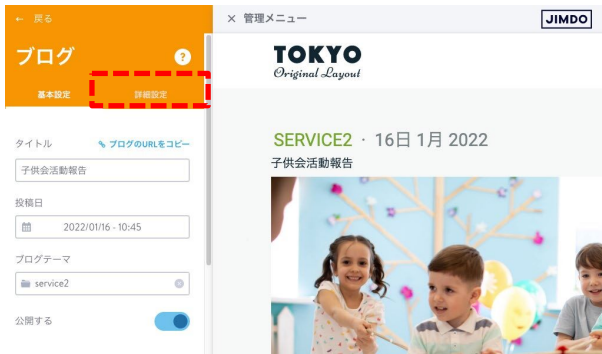 ← 戻る
ブログ ?
基本設定 詳細設定
タイトル ブログのURLをコピー
子供会活動報告
投稿日
2022/01/16 - 10:45
ブログテーマ
service2
公開する
× 管理メニュー
JIMDO
TOKYO
Original Layout
SERVICE2 · 16日 1月 2022
子供会活動報告